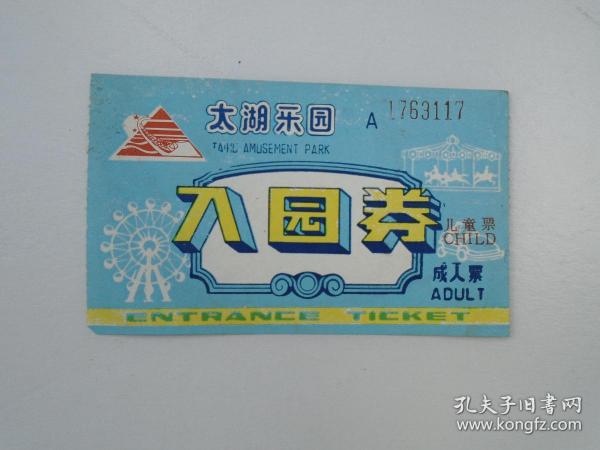 太湖乐园 A 1763117
TAIHU AMUSEMENT PARK
入园券
儿童票
CHILD
成人票
ADULT
ENTRANCE TICKET
孔夫子旧书网
www.kongfz.com